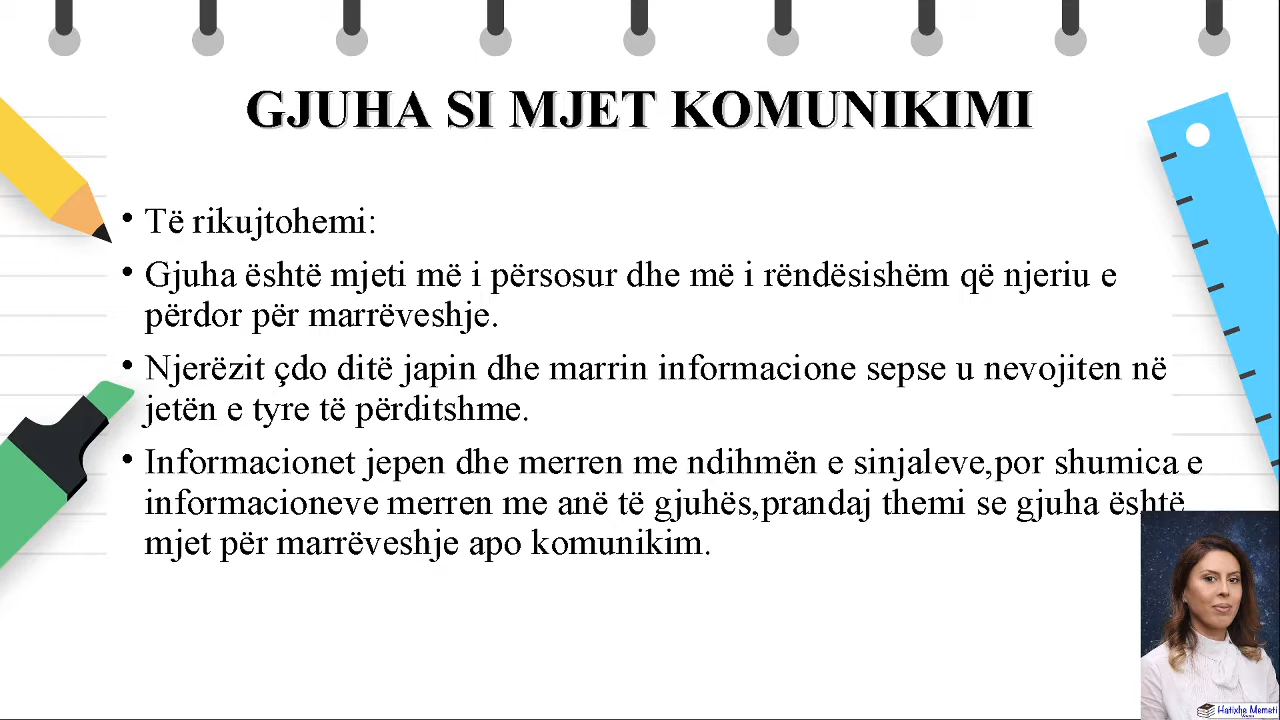 GJUHA SI MJET KOMUNIKIMI
• Të rikujtohemi:
• Gjuha është mjeti më i përsosur dhe më i rëndësishëm që njeriu e
përdor për marrëveshje.
• Njerëzit çdo ditë japin dhe marrin informacione sepse u nevojiten në
jetën e tyre të përditshme.
• Informacionet jepen dhe merren me ndihmën e sinjaleve,por shumica e
informacioneve merren me anë të gjuhës,prandaj themi se gjuha është
mjet për marrëveshje apo komunikim.
Hatixhe Memeti